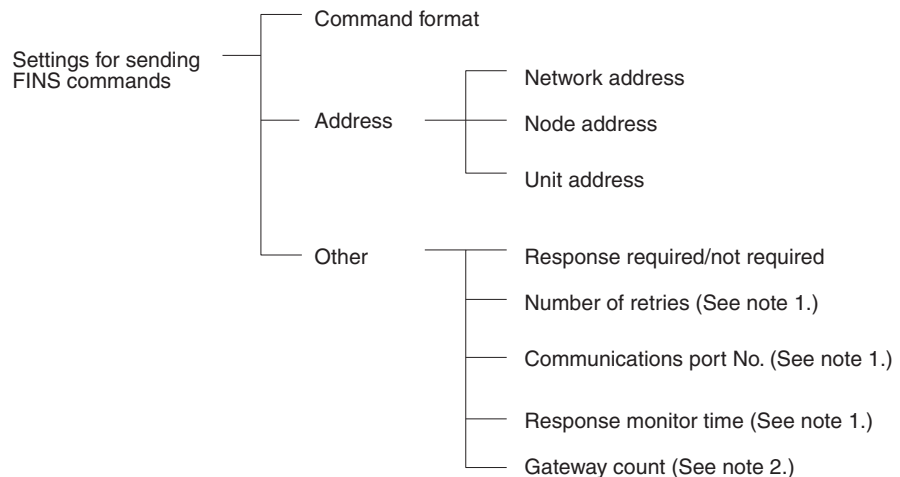 Command format
Settings for sending
FINS commands
Network address
Address
Node address
Unit address
Other
Response required/not required
Number of retries (See note 1.)
Communications port No. (See note 1.)
Response monitor time (See note 1.)
Gateway count (See note 2.)